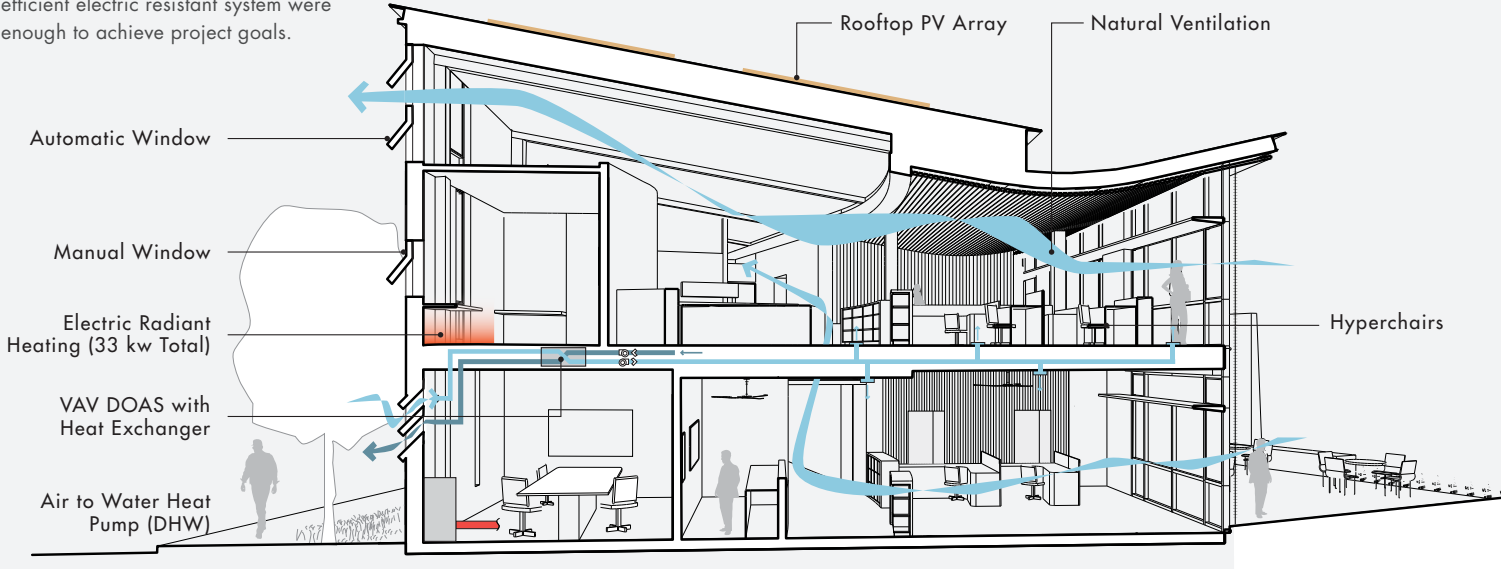 efficient electric resistant system were
enough to achieve project goals.
Rooftop PV Array
Natural Ventilation
Automatic Window
Manual Window
Electric Radiant
Heating (33 kw Total)
Hyperchairs
VAV DOAS with
Heat Exchanger
Air to Water Heat
Pump (DHW)